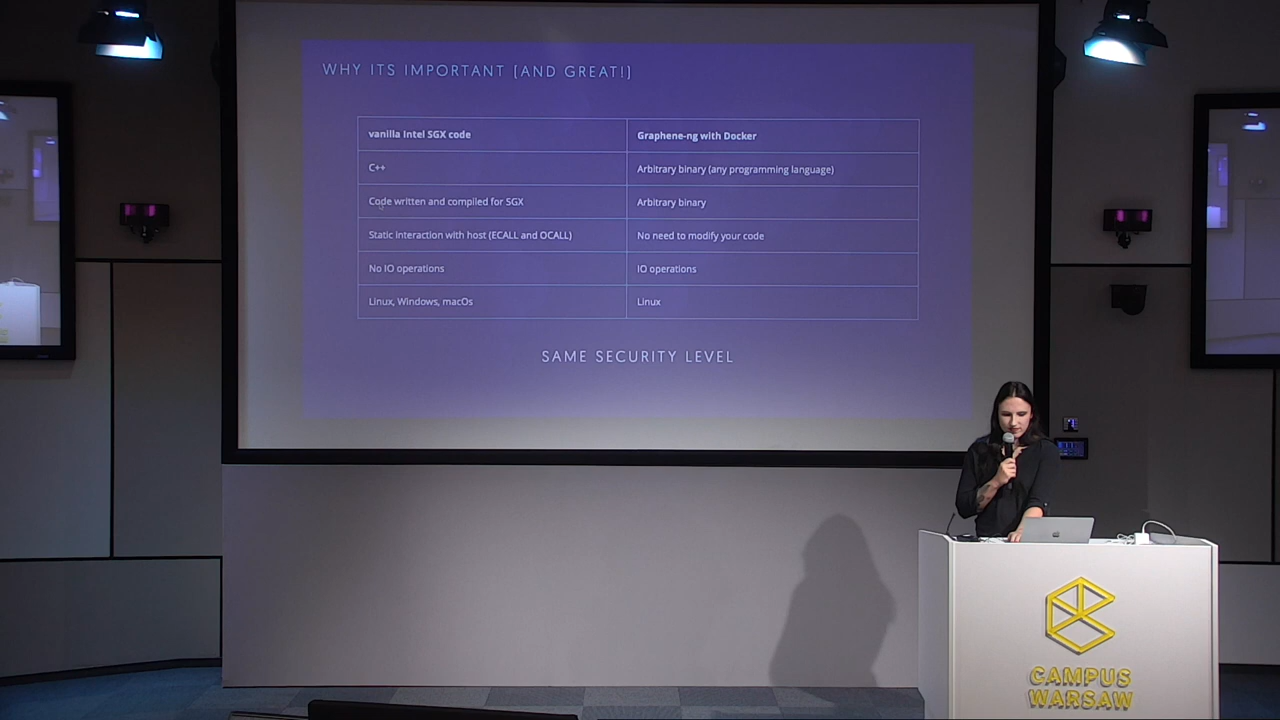 WHY ITS IMPORTANT [AND GREAT!]
vanilla Intel SGX code
Graphene-ng with Docker
C++
Arbitrary binary (any programming language)
Code written and compiled for SGX
Arbitrary binary
Static interaction with host (ECALL and OCALL)
No need to modify your code
No IO operations
IO operations
Linux, Windows, macOs
Linux
SAME SECURITY LEVEL
CAMPUS
WARSAW